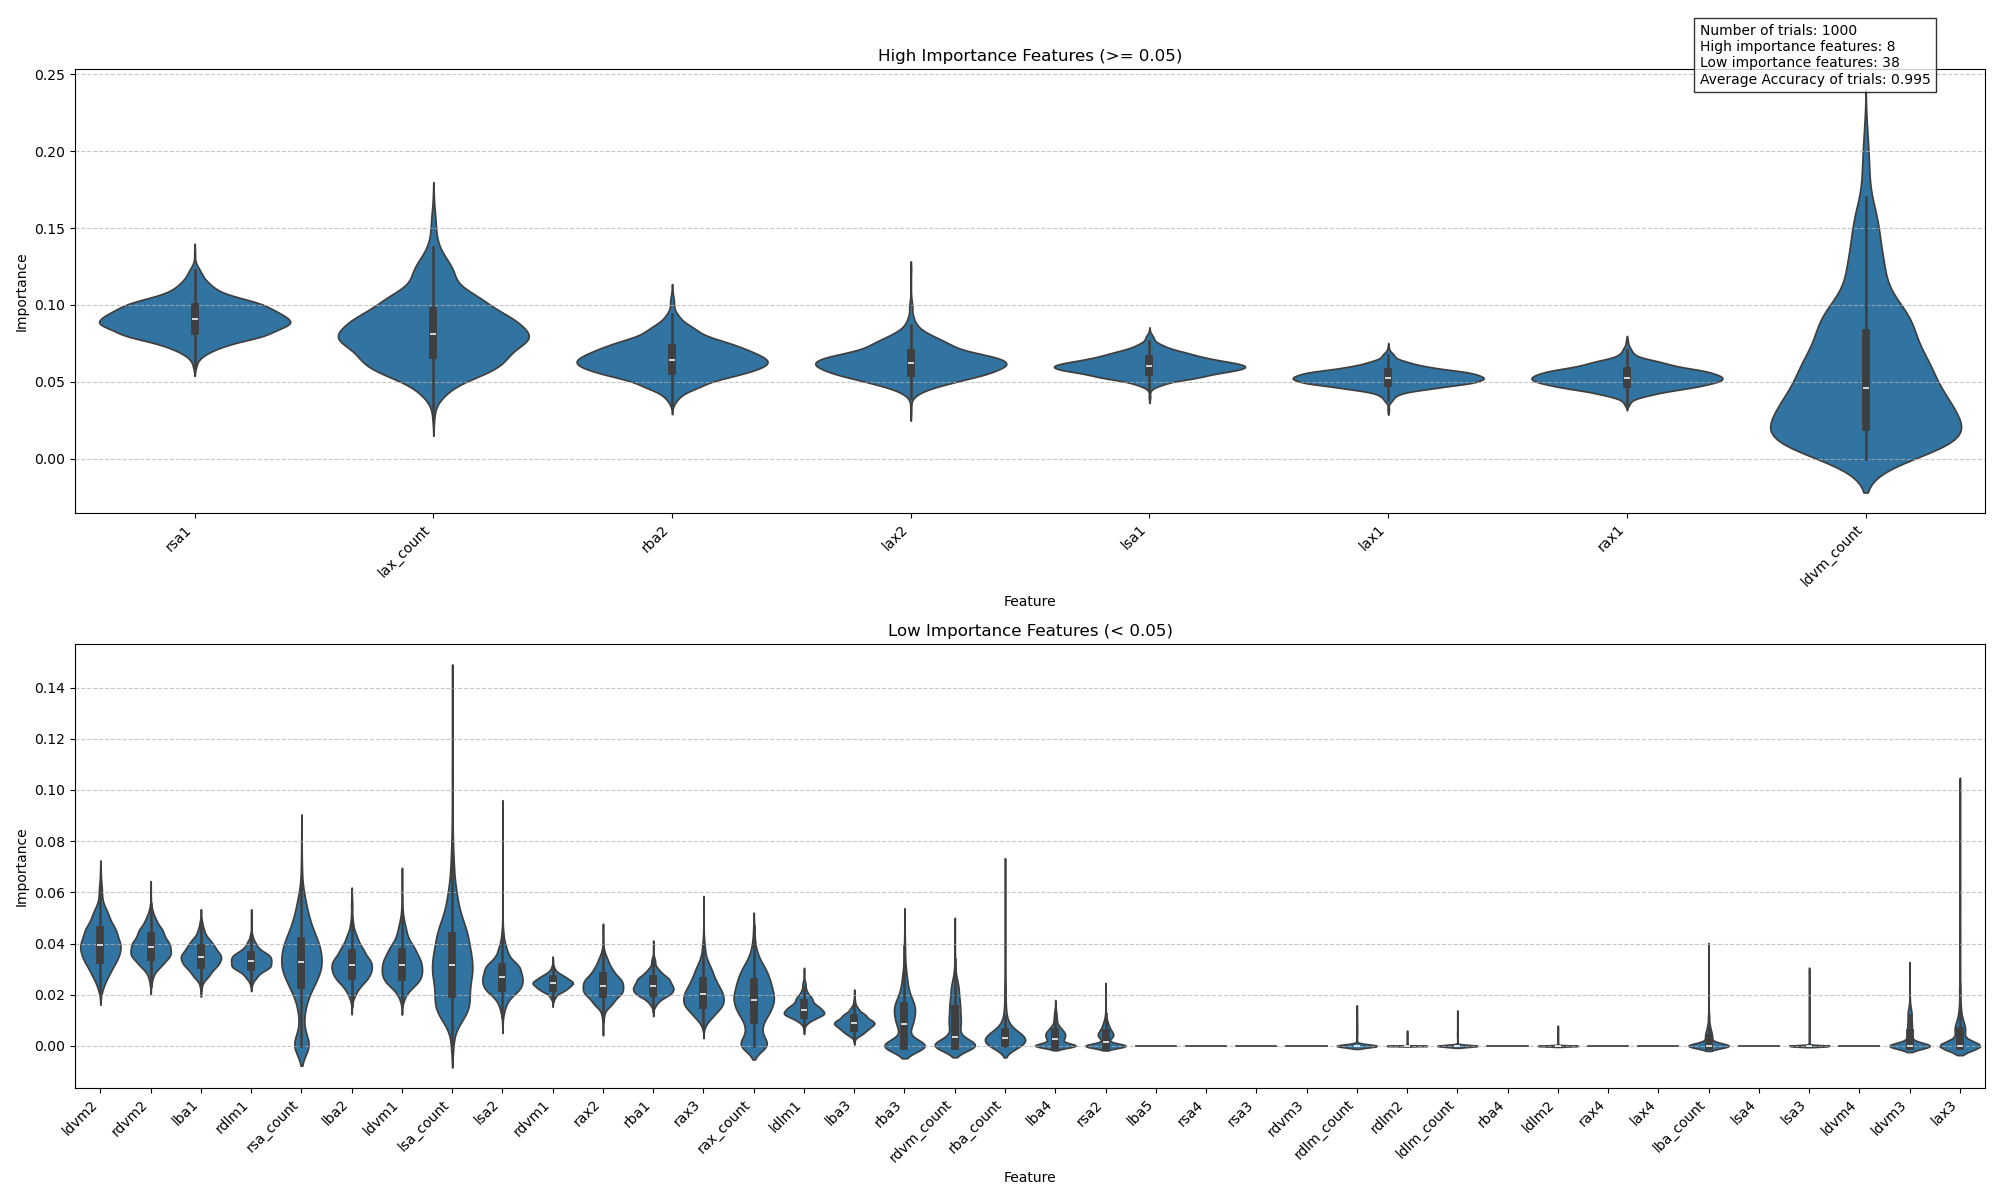 Number of trials: 1000
High importance features: 8
Low importance features: 38
Average Accuracy of trials: 0.995
High Importance Features (>= 0.05)
Importance
0.25
0.20
0.15
0.10
0.05
0.00
rsa1
lax_count
rba2
lax2
lsa1
lax1
rax1
ldvm_count
Feature
Low Importance Features (< 0.05)
Importance
0.14
0.12
0.10
0.08
0.06
0.04
0.02
0.00
ldvm2
rdvm2
lba1
rdlm1
rsa_count
lba2
ldvm1
lsa_count
lsa2
rdvm1
rax2
rba1
rax3
rax_count
ldlm1
lba3
rba3
rdvm_count
rba_count
lba4
rsa2
lba5
rsa4
rsa3
rdvm3
rdlm_count
rdlm2
ldlm_count
rba4
ldlm2
rax4
lax4
lba_count
lsa4
lsa3
ldvm4
ldvm3
lax3
Feature